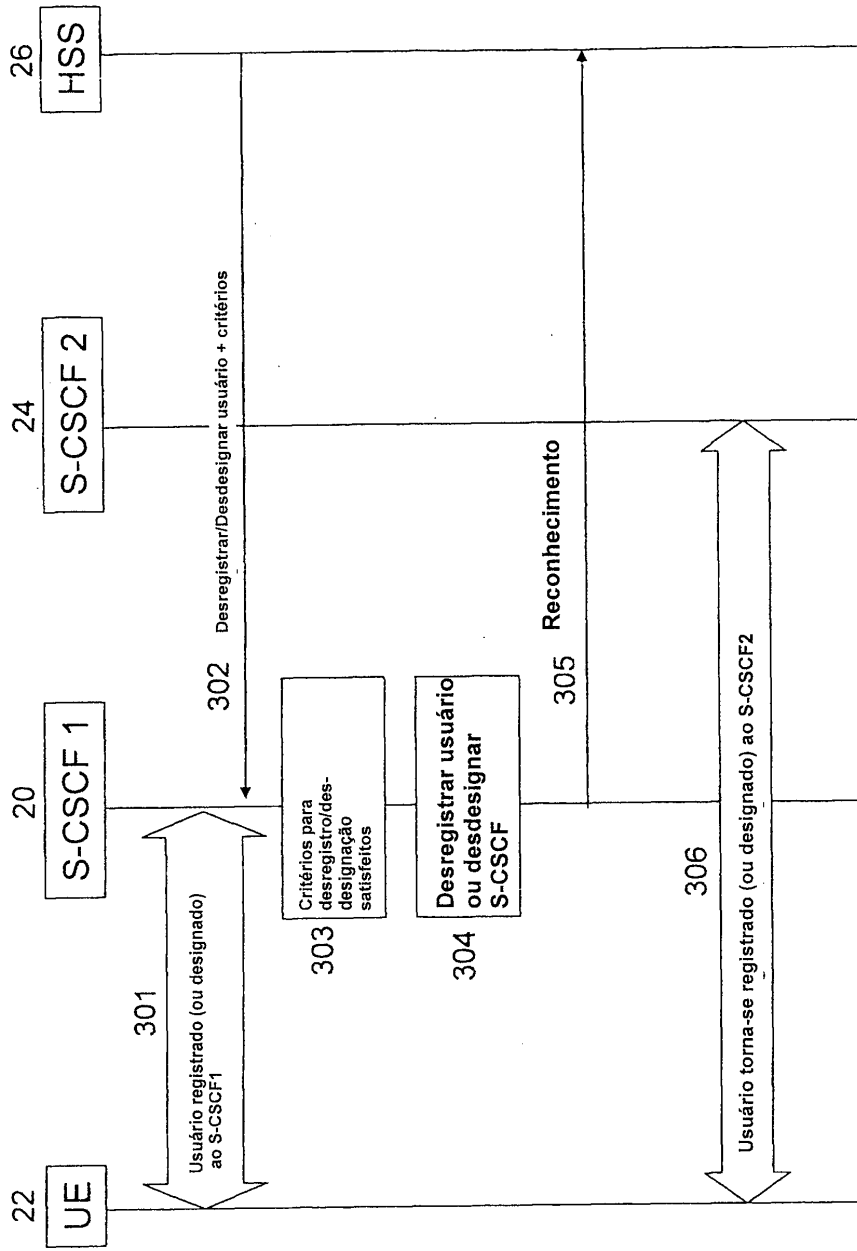 22
UE
20
S-CSCF 1
24
S-CSCF 2
26
HSS
301
Usuário registrado (ou designado)
ao S-CSCF1
302
Desregistrar/Desdesignar usuário + critérios
303
Critérios para
desregistro/des-
designação
satisfeitos
304
Desregistrar usuário
ou desdesignar
S-CSCF
305
Reconhecimento
306
Usuário torna-se registrado (ou designado) ao S-CSCF2